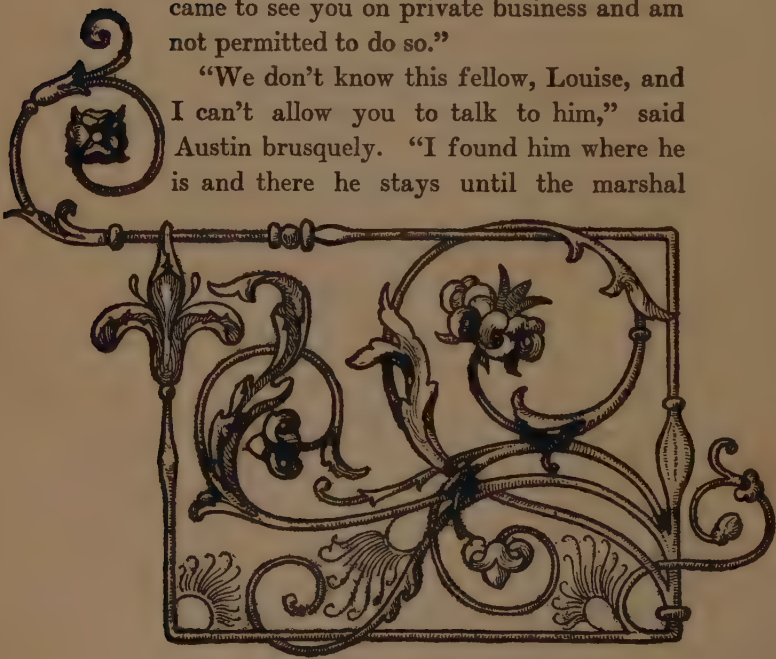 came to see you on private business and am
not permitted to do so.”
“We don't know this fellow, Louise, and
I can't allow you to talk to him,” said
Austin brusquely. “I found him where he
is and there he stays until the marshal